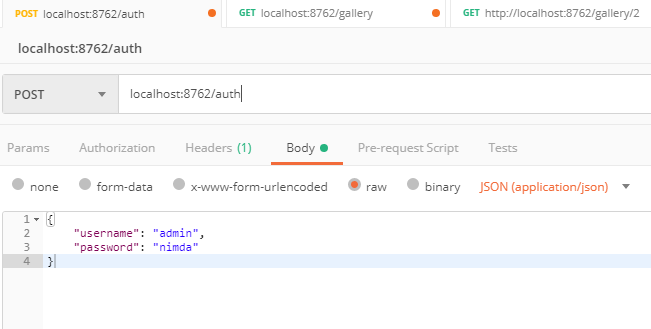 POST localhost:8762/auth GET localhost:8762/gallery GET http://localhost:8762/gallery/2
localhost:8762/auth
POST localhost:8762/auth
Params Authorization Headers (1) Body Pre-request Script Tests
none form-data x-www-form-urlencoded raw binary JSON (application/json)
1 {
2 "username": "admin",
3 "password": "nimda"
4 }